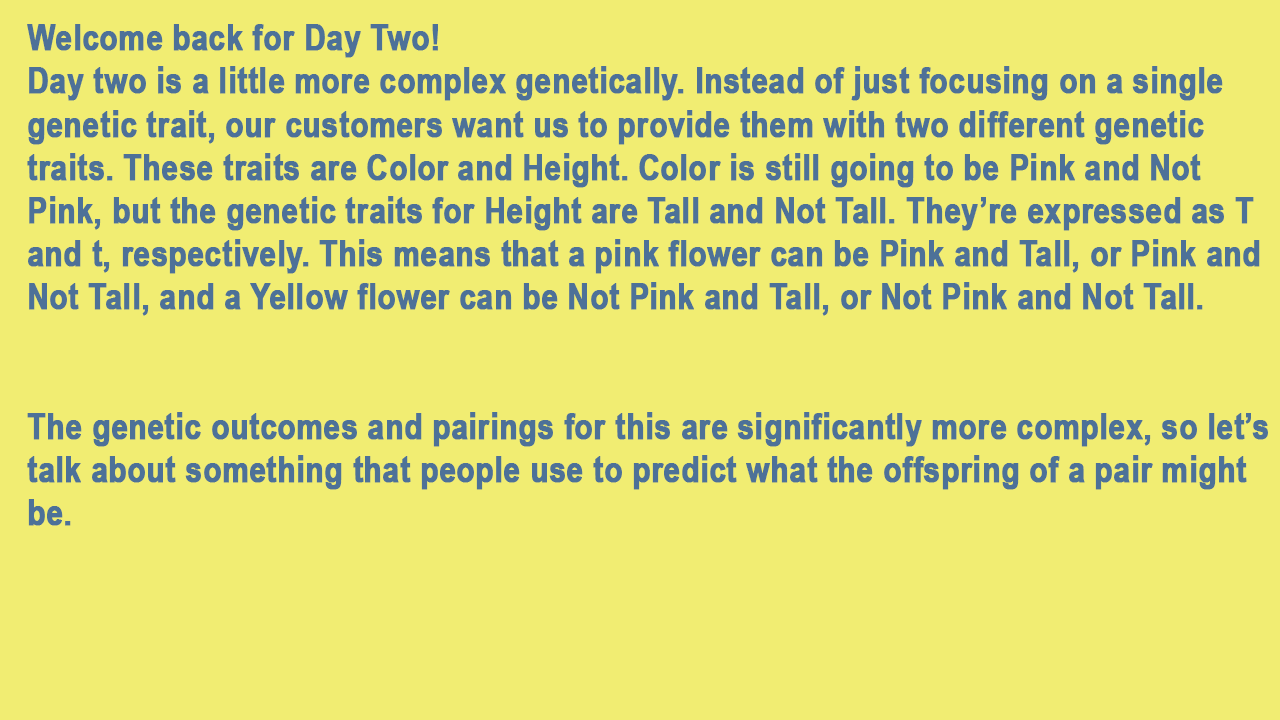 Welcome back for Day Two!
Day two is a little more complex genetically. Instead of just focusing on a single
genetic trait, our customers want us to provide them with two different genetic
traits. These traits are Color and Height. Color is still going to be Pink and Not
Pink, but the genetic traits for Height are Tall and Not Tall. They’re expressed as T
and t, respectively. This means that a pink flower can be Pink and Tall, or Pink and
Not Tall, and a Yellow flower can be Not Pink and Tall, or Not Pink and Not Tall.
The genetic outcomes and pairings for this are significantly more complex, so let’s
talk about something that people use to predict what the offspring of a pair might
be.